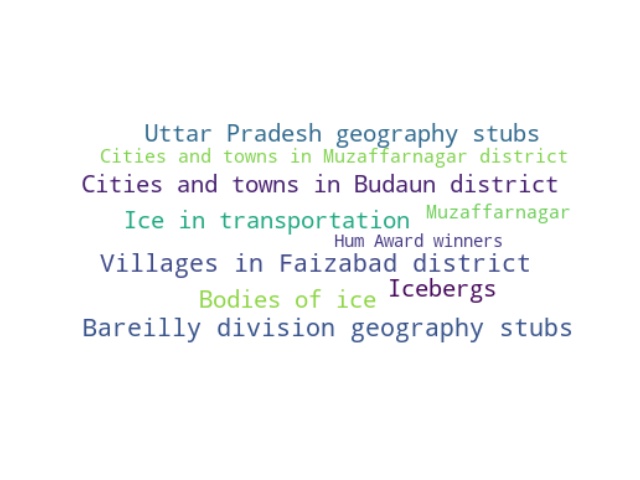 Uttar Pradesh geography stubs
Cities and towns in Muzaffarnagar district
Cities and towns in Budaun district
Ice in transportation
Muzaffarnagar
Hum Award winners
Villages in Faizabad district
Icebergs
Bodies of ice
Bareilly division geography stubs